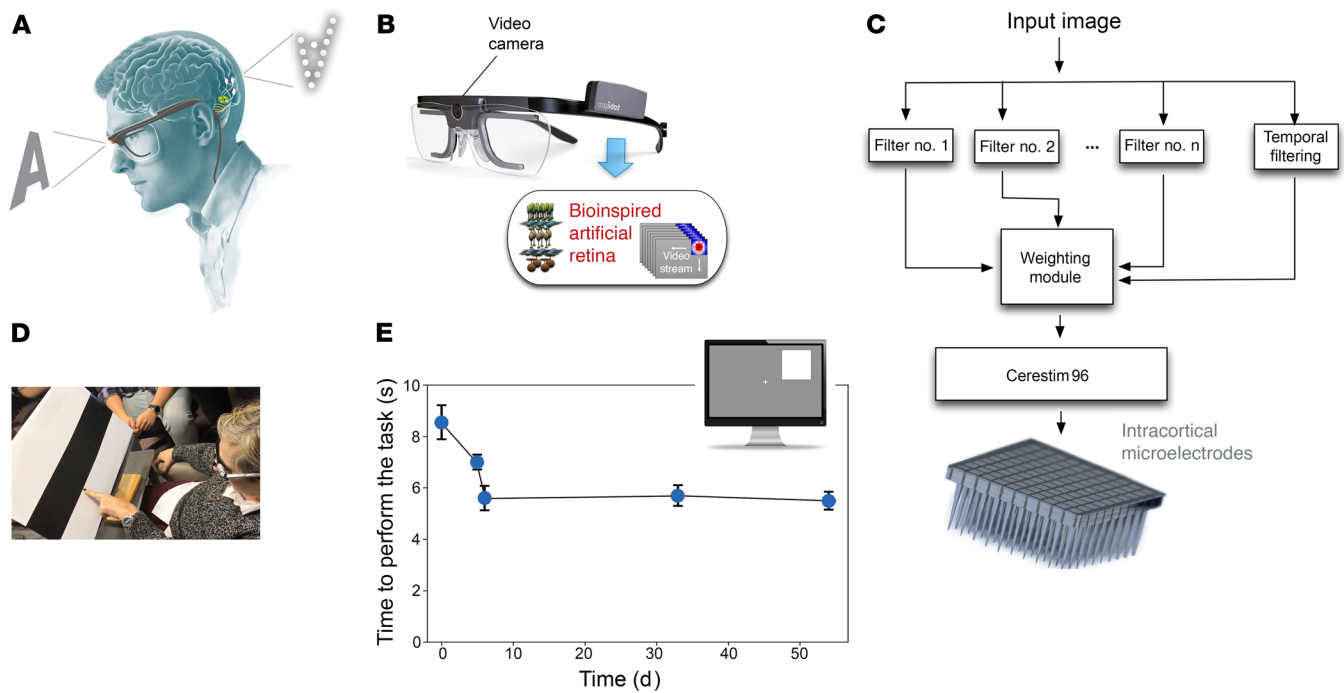 A
A
B
Video
camera
tobii pro
Bioinspired
artificial
retina
Video
stream
C
Input image
Filter no. 1
Filter no. 2
...
Filter no. n
Temporal
filtering
Weighting
module
Cerestim 96
Intracortical
microelectrodes
D
E
Time to perform the task (s)
10
8
6
4
2
0
0
10
20
30
40
50
Time (d)